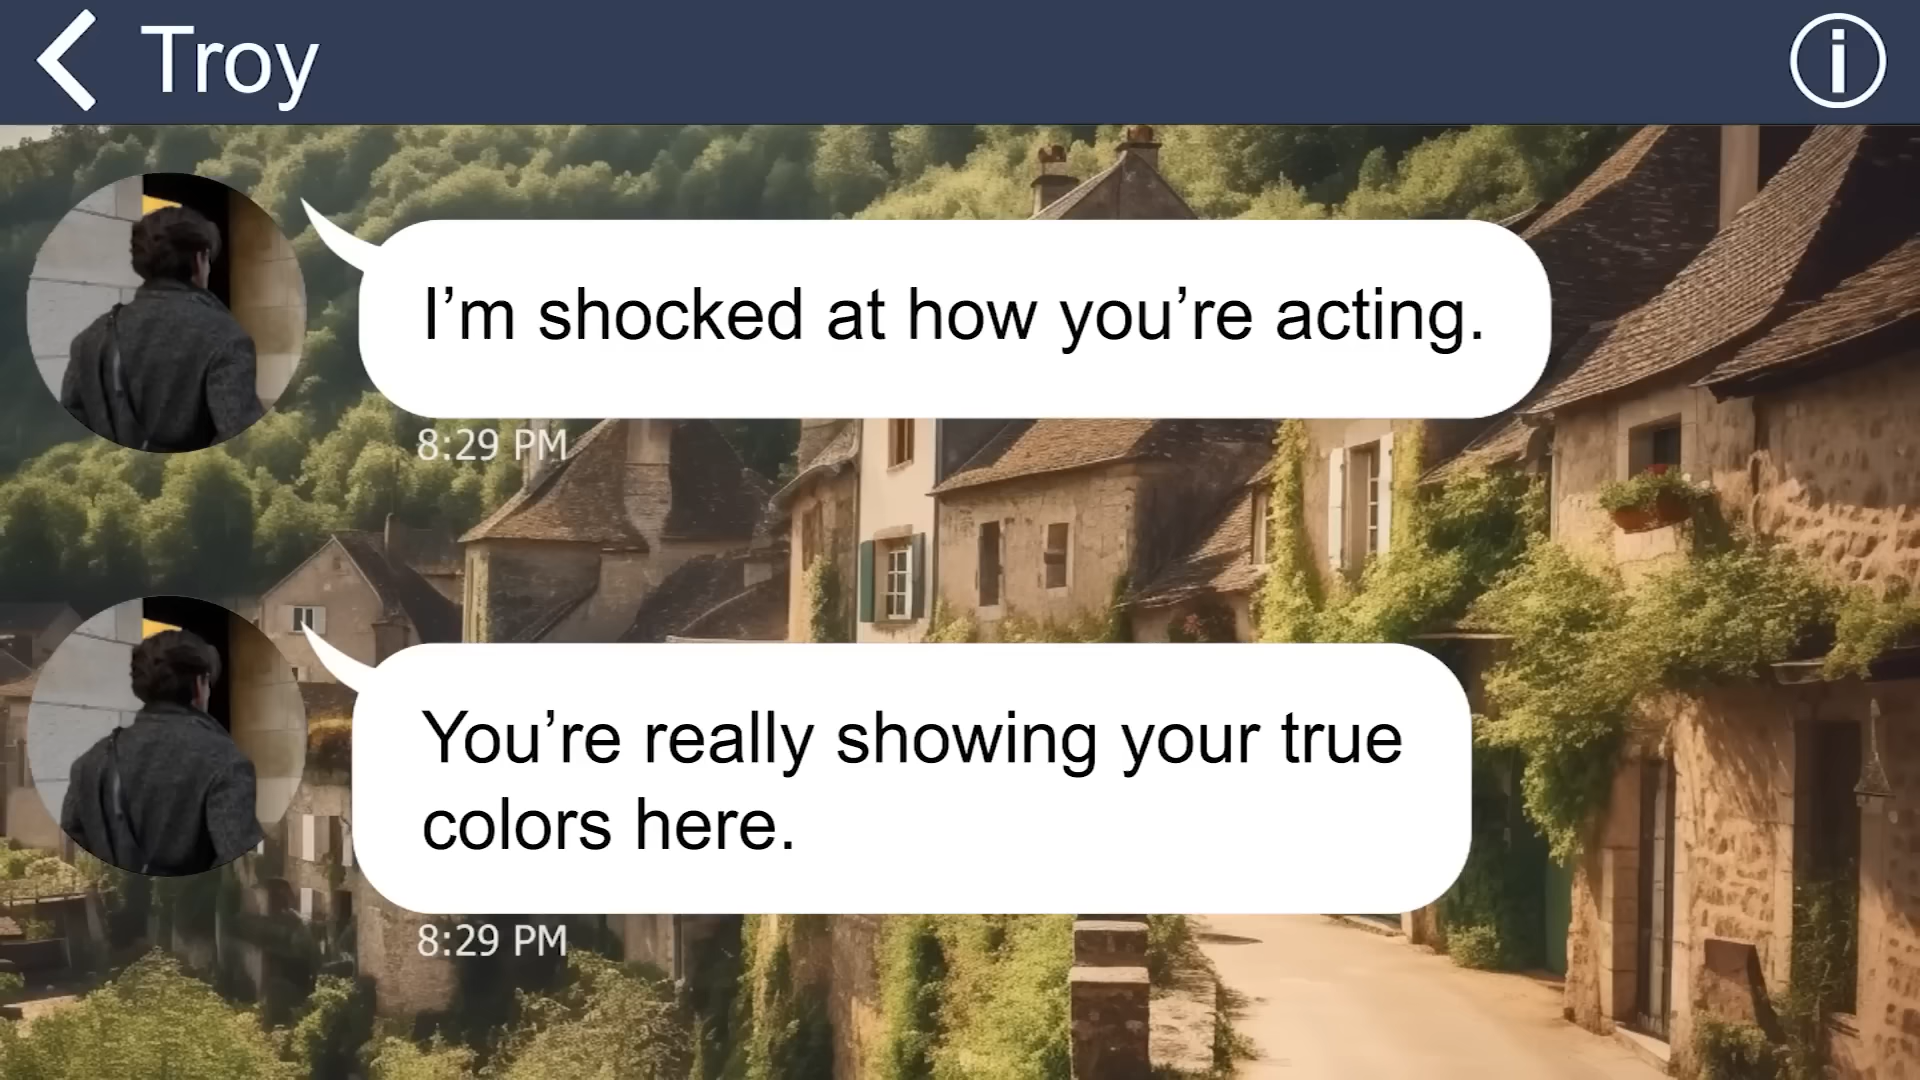 Troy
I’m shocked at how you’re acting.
8:29 PM
You’re really showing your true
colors here.
8:29 PM